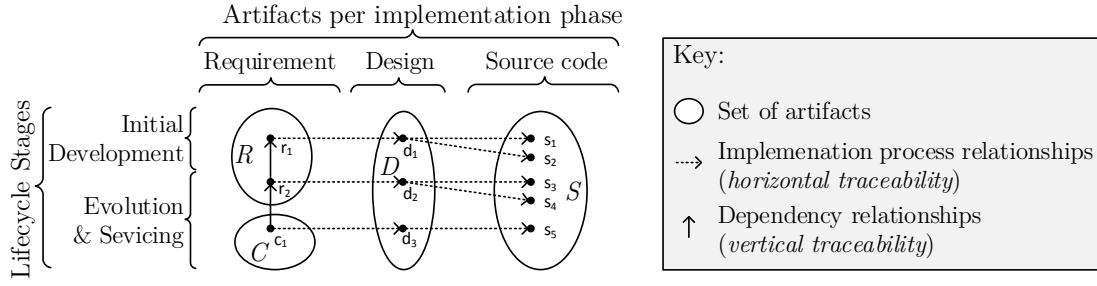 Artifacts per implementation phase
Requirement Design Source code
Lifecycle Stages
Initial
Development
Evolution
& Sevicing
R
r1
r2
C
c1
D
d1
d2
d3
S
s1
s2
s3
s4
s5
Key:
Set of artifacts
Implemenation process relationships
(horizontal traceability)
Dependency relationships
(vertical traceability)